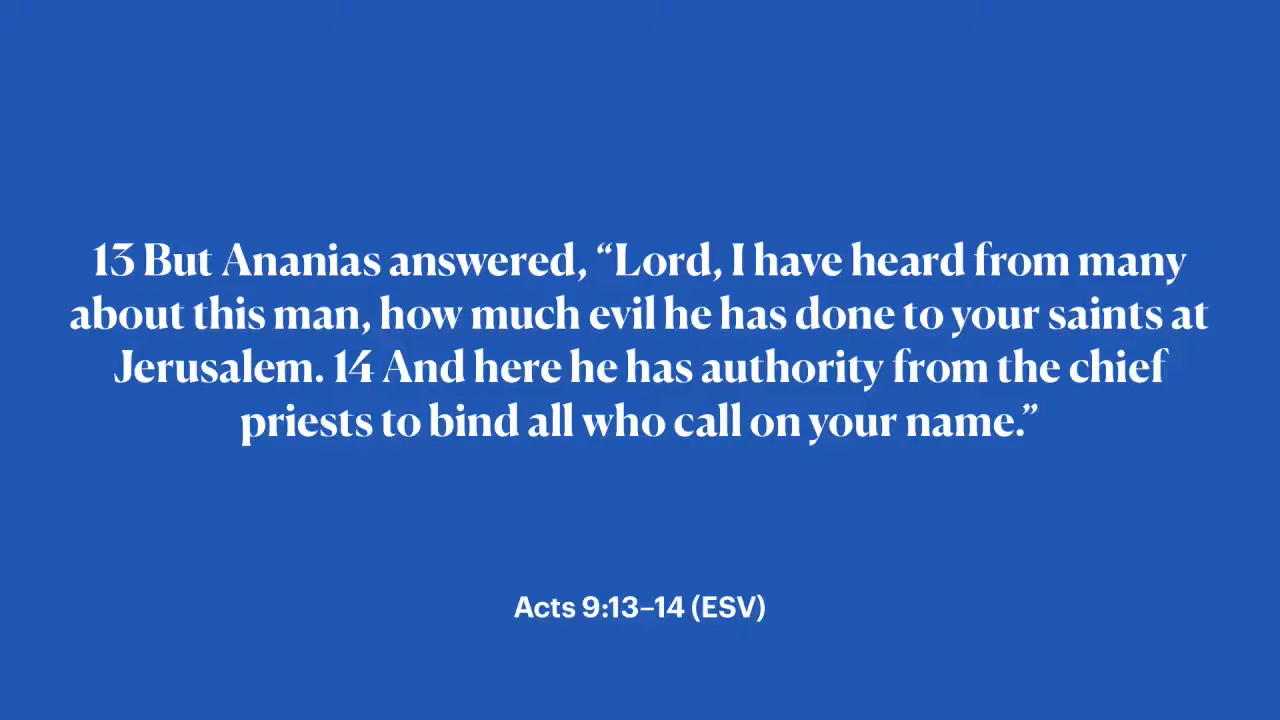 13 But Ananias answered, “Lord, I have heard from many
about this man, how much evil he has done to your saints at
Jerusalem. 14 And here he has authority from the chief
priests to bind all who call on your name.”
Acts 9:13–14 (ESV)